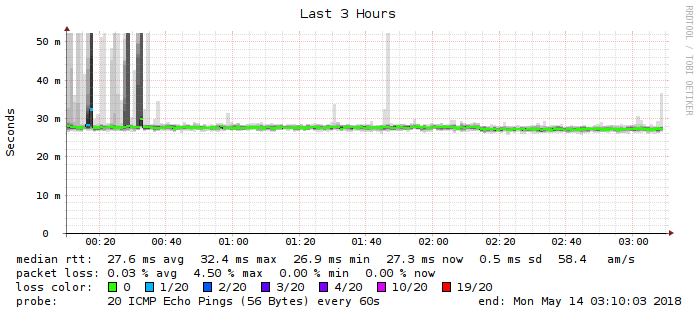 Last 3 Hours
RRDTOOL / TOBI OETIKER
Seconds
50 m
40 m
30 m
20 m
10 m
0
00:20 00:40 01:00 01:20 01:40 02:00 02:20 02:40 03:00
median rtt: 27.6 ms avg 32.4 ms max 26.9 ms min 27.3 ms now 0.5 ms sd 58.4 am/s
packet loss: 0.03 % avg 4.50 % max 0.00 % min 0.00 % now
loss color: 0 1/20 2/20 3/20 4/20 10/20 19/20
probe: 20 ICMP Echo Pings (56 Bytes) every 60s end: Mon May 14 03:10:03 2018